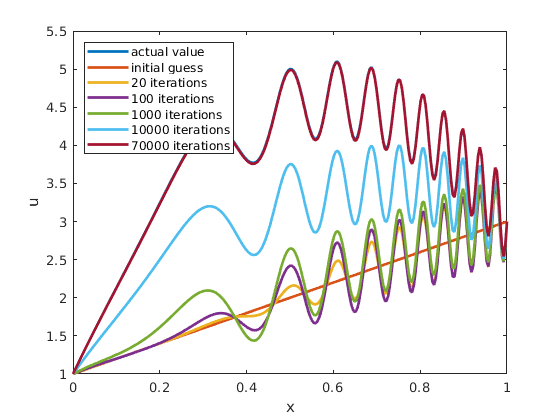 5.5
5
4.5
4
3.5
3
2.5
2
1.5
1
u
actual value
initial guess
20 iterations
100 iterations
1000 iterations
10000 iterations
70000 iterations
0
0.2
0.4
0.6
0.8
1
x